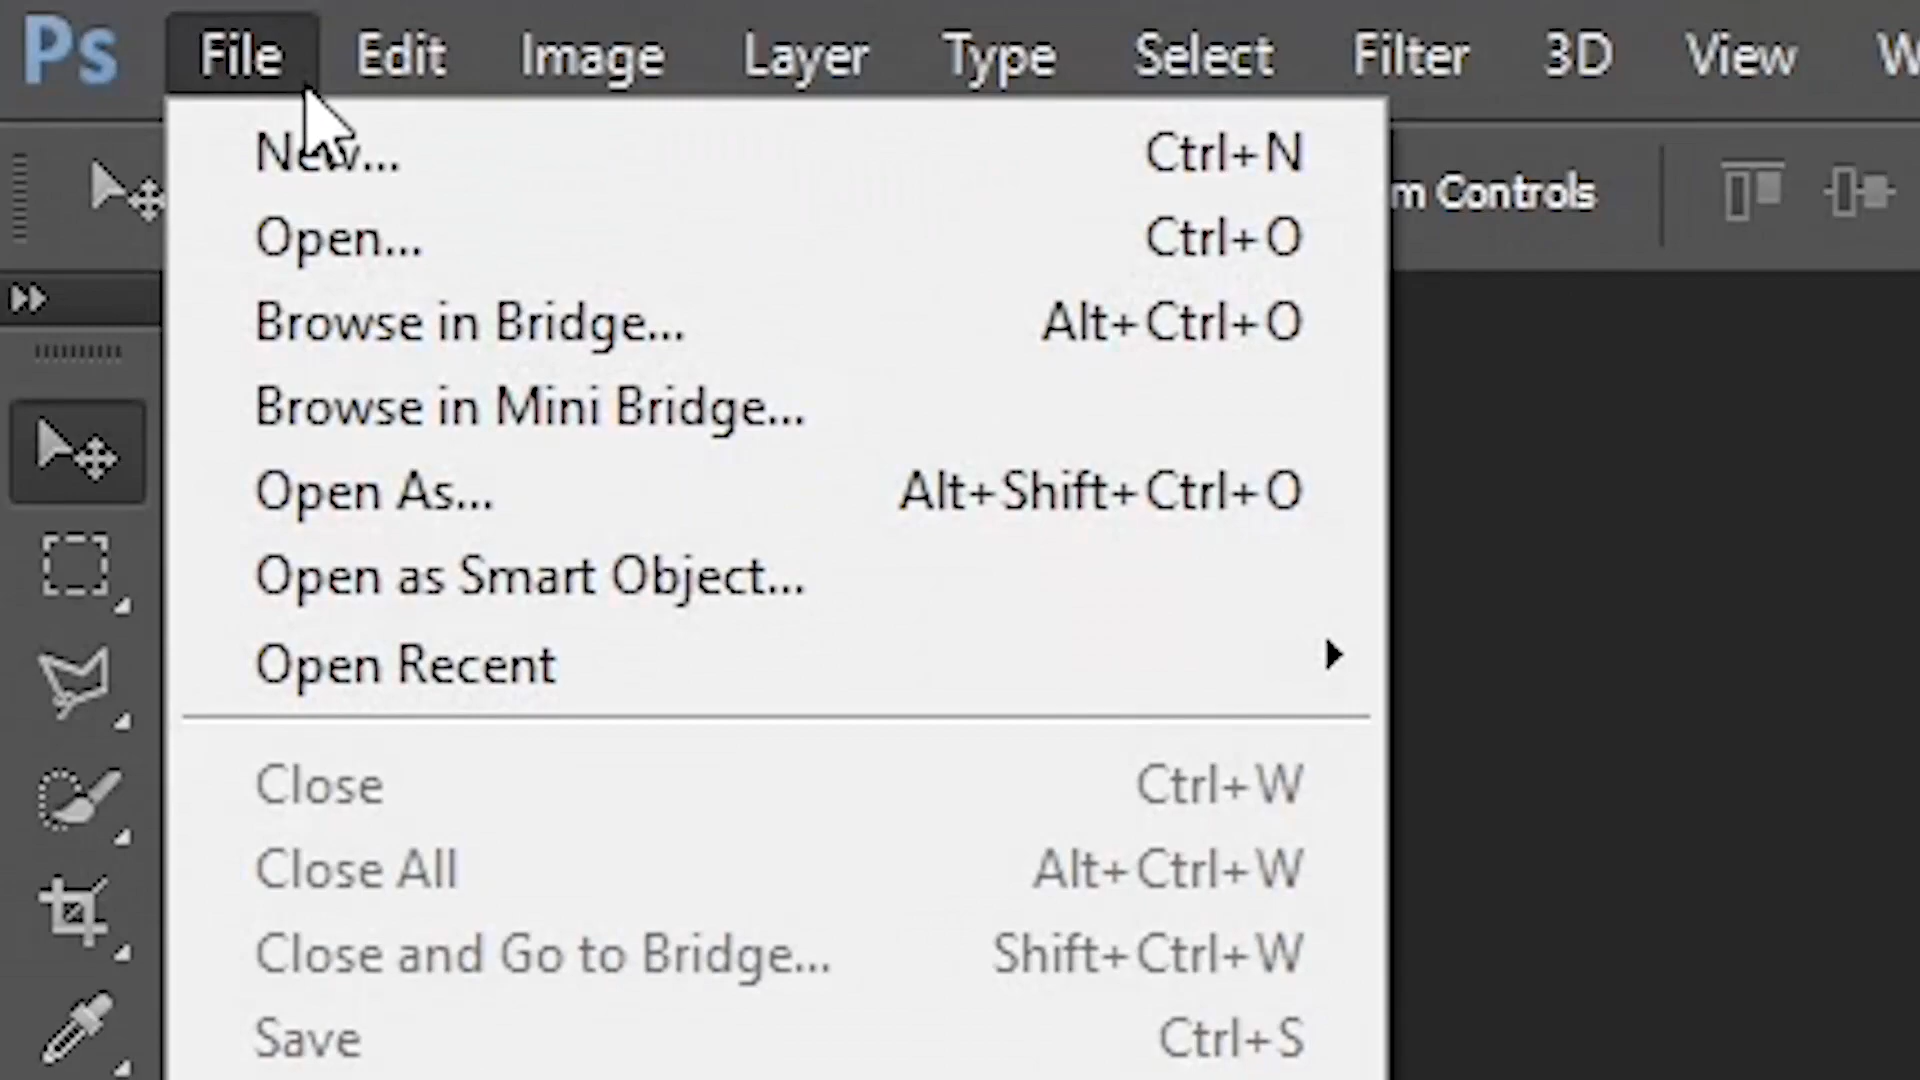 Ps File Edit Image Layer Type Select Filter 3D View W
New... Ctrl+N
m Controls
Open... Ctrl+O
Browse in Bridge... Alt+Ctrl+O
Browse in Mini Bridge...
Open As... Alt+Shift+Ctrl+O
Open as Smart Object...
Open Recent
Close Ctrl+W
Close All Alt+Ctrl+W
Close and Go to Bridge... Shift+Ctrl+W
Save Ctrl+S